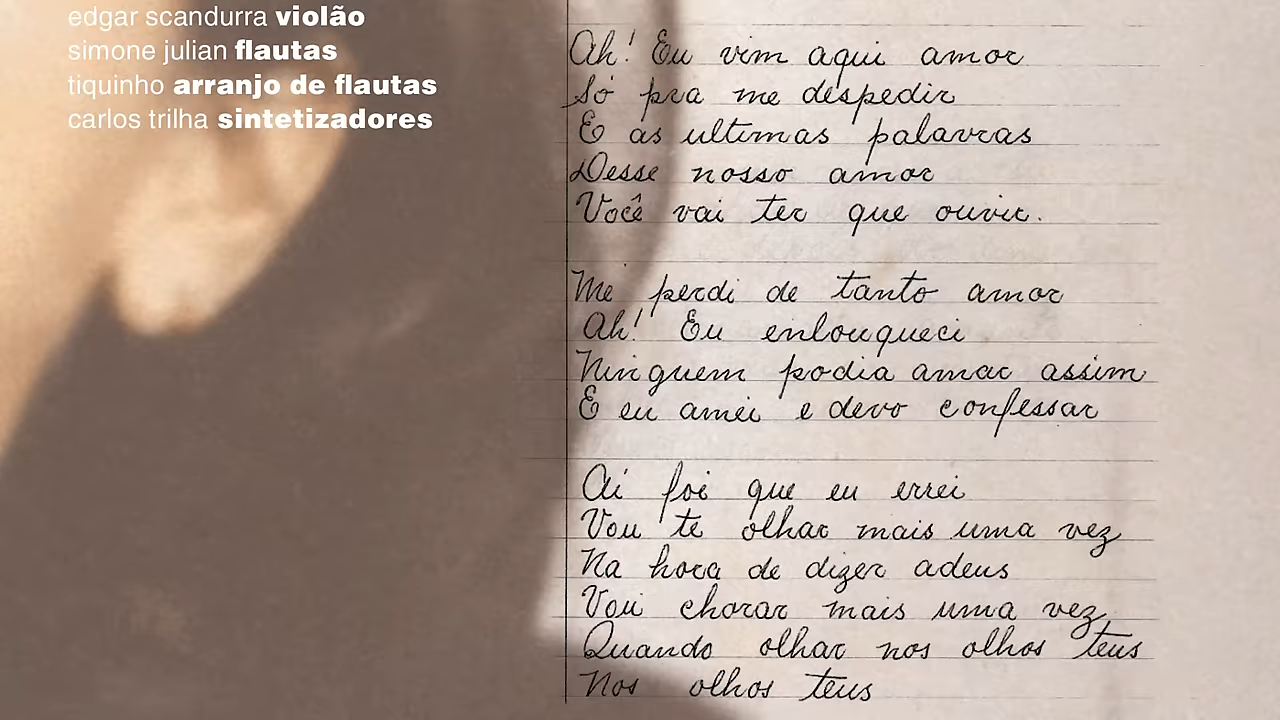 edgar scandurra violão
simone julian flautas
tiquinho arranjo de flautas
carlos trilha sintetizadores
Ah! Eu vim aqui amor
Só pra me despedir
E as ultimas palavras
Desse nosso amor
Você vai ter que ouvir.
Me perdi de tanto amor
Ah! Eu enlouqueci
Ninguem podia amar assim
E eu amei e devo confessar
Aí foi que eu errei
Vou te olhar mais uma vez
Na hora de dizer adeus
Vou chorar mais uma vez
Quando olhar nos olhos teus
Nos olhos teus